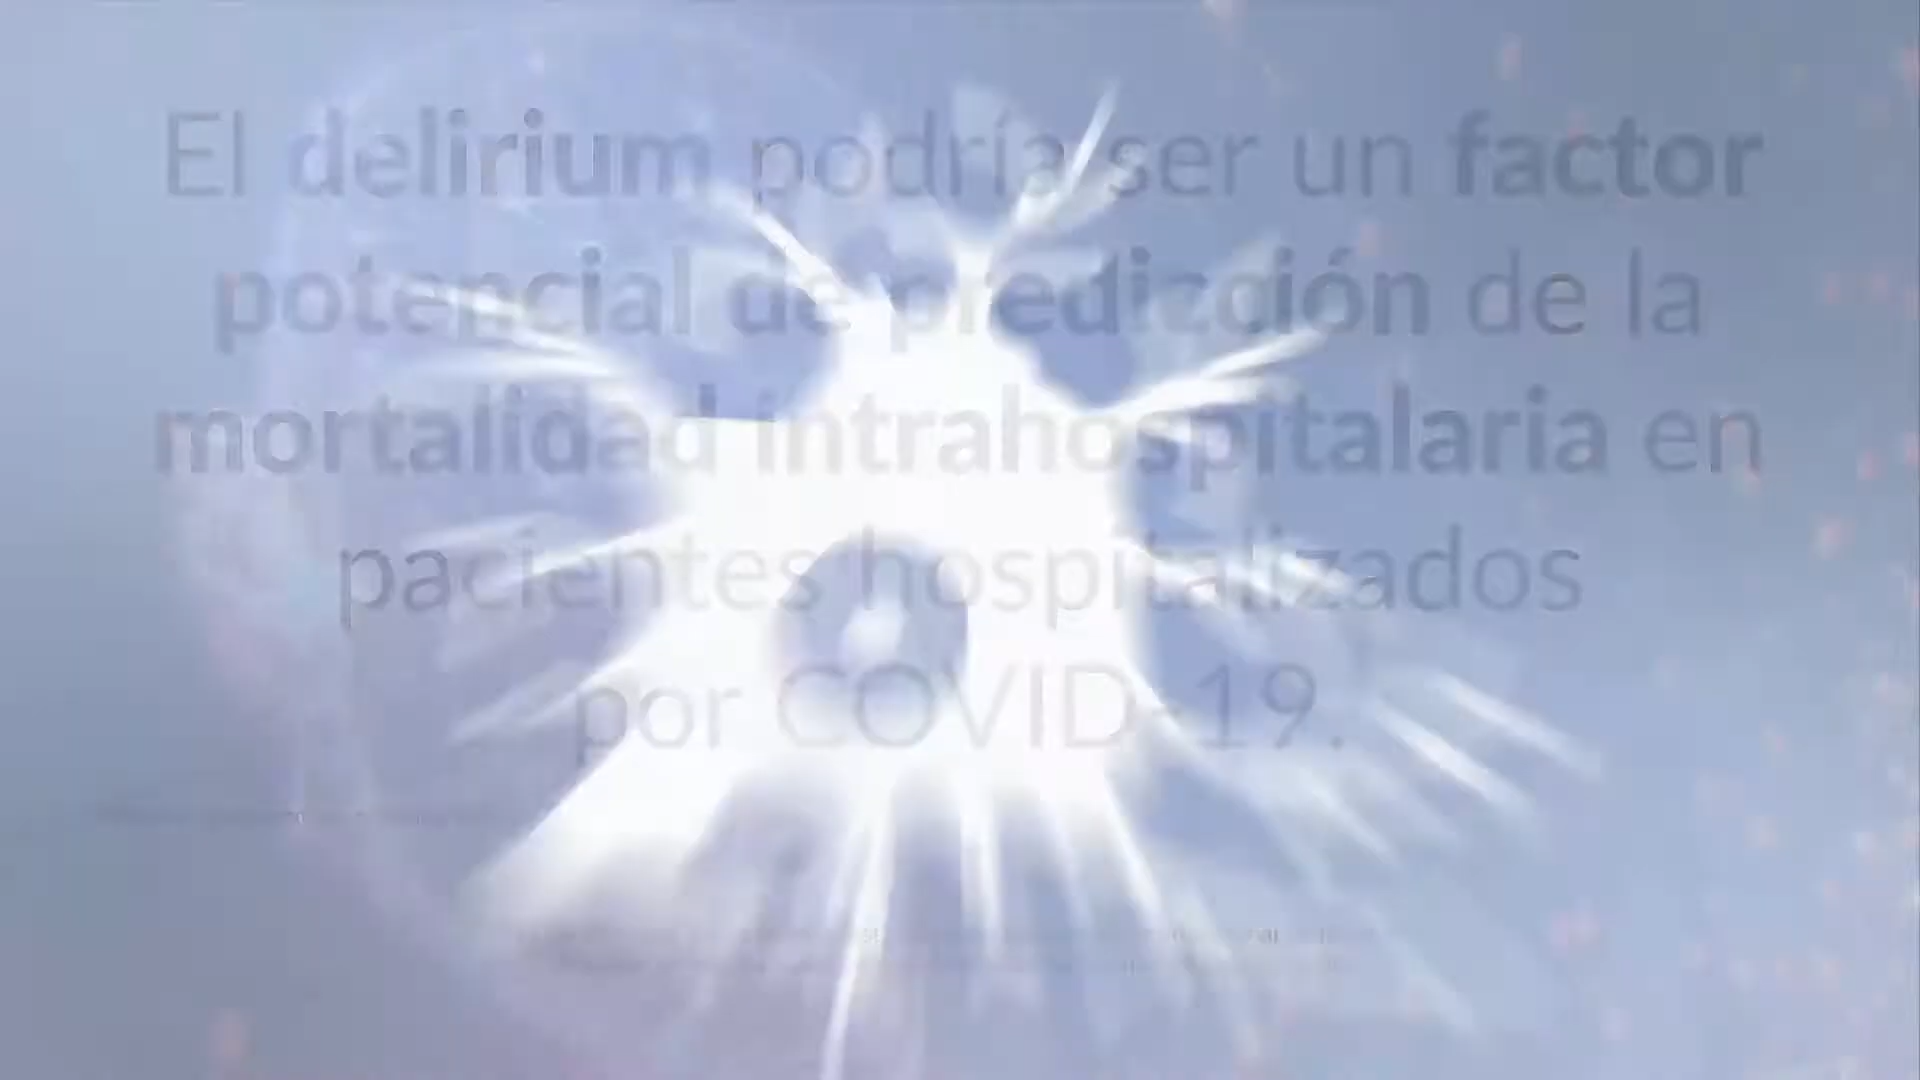 El delirium podría ser un factor
potencial de predicción de la
mortalidad intrahospitalaria en
pacientes hospitalizados
por COVID-19.